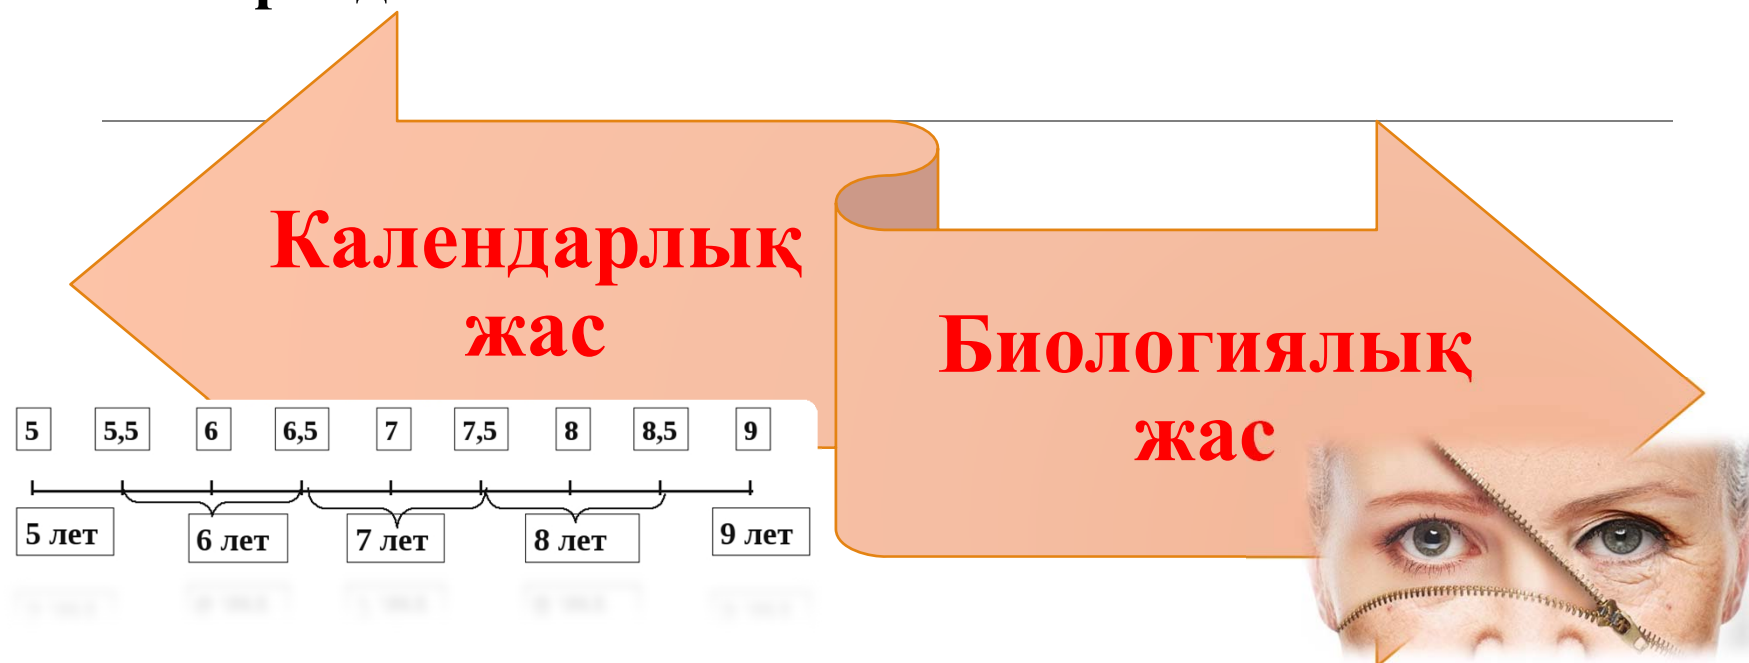 Календарлық
жас
Биологиялық
жас
5 5,5 6 6,5 7 7,5 8 8,5 9
5 лет 6 лет 7 лет 8 лет 9 лет